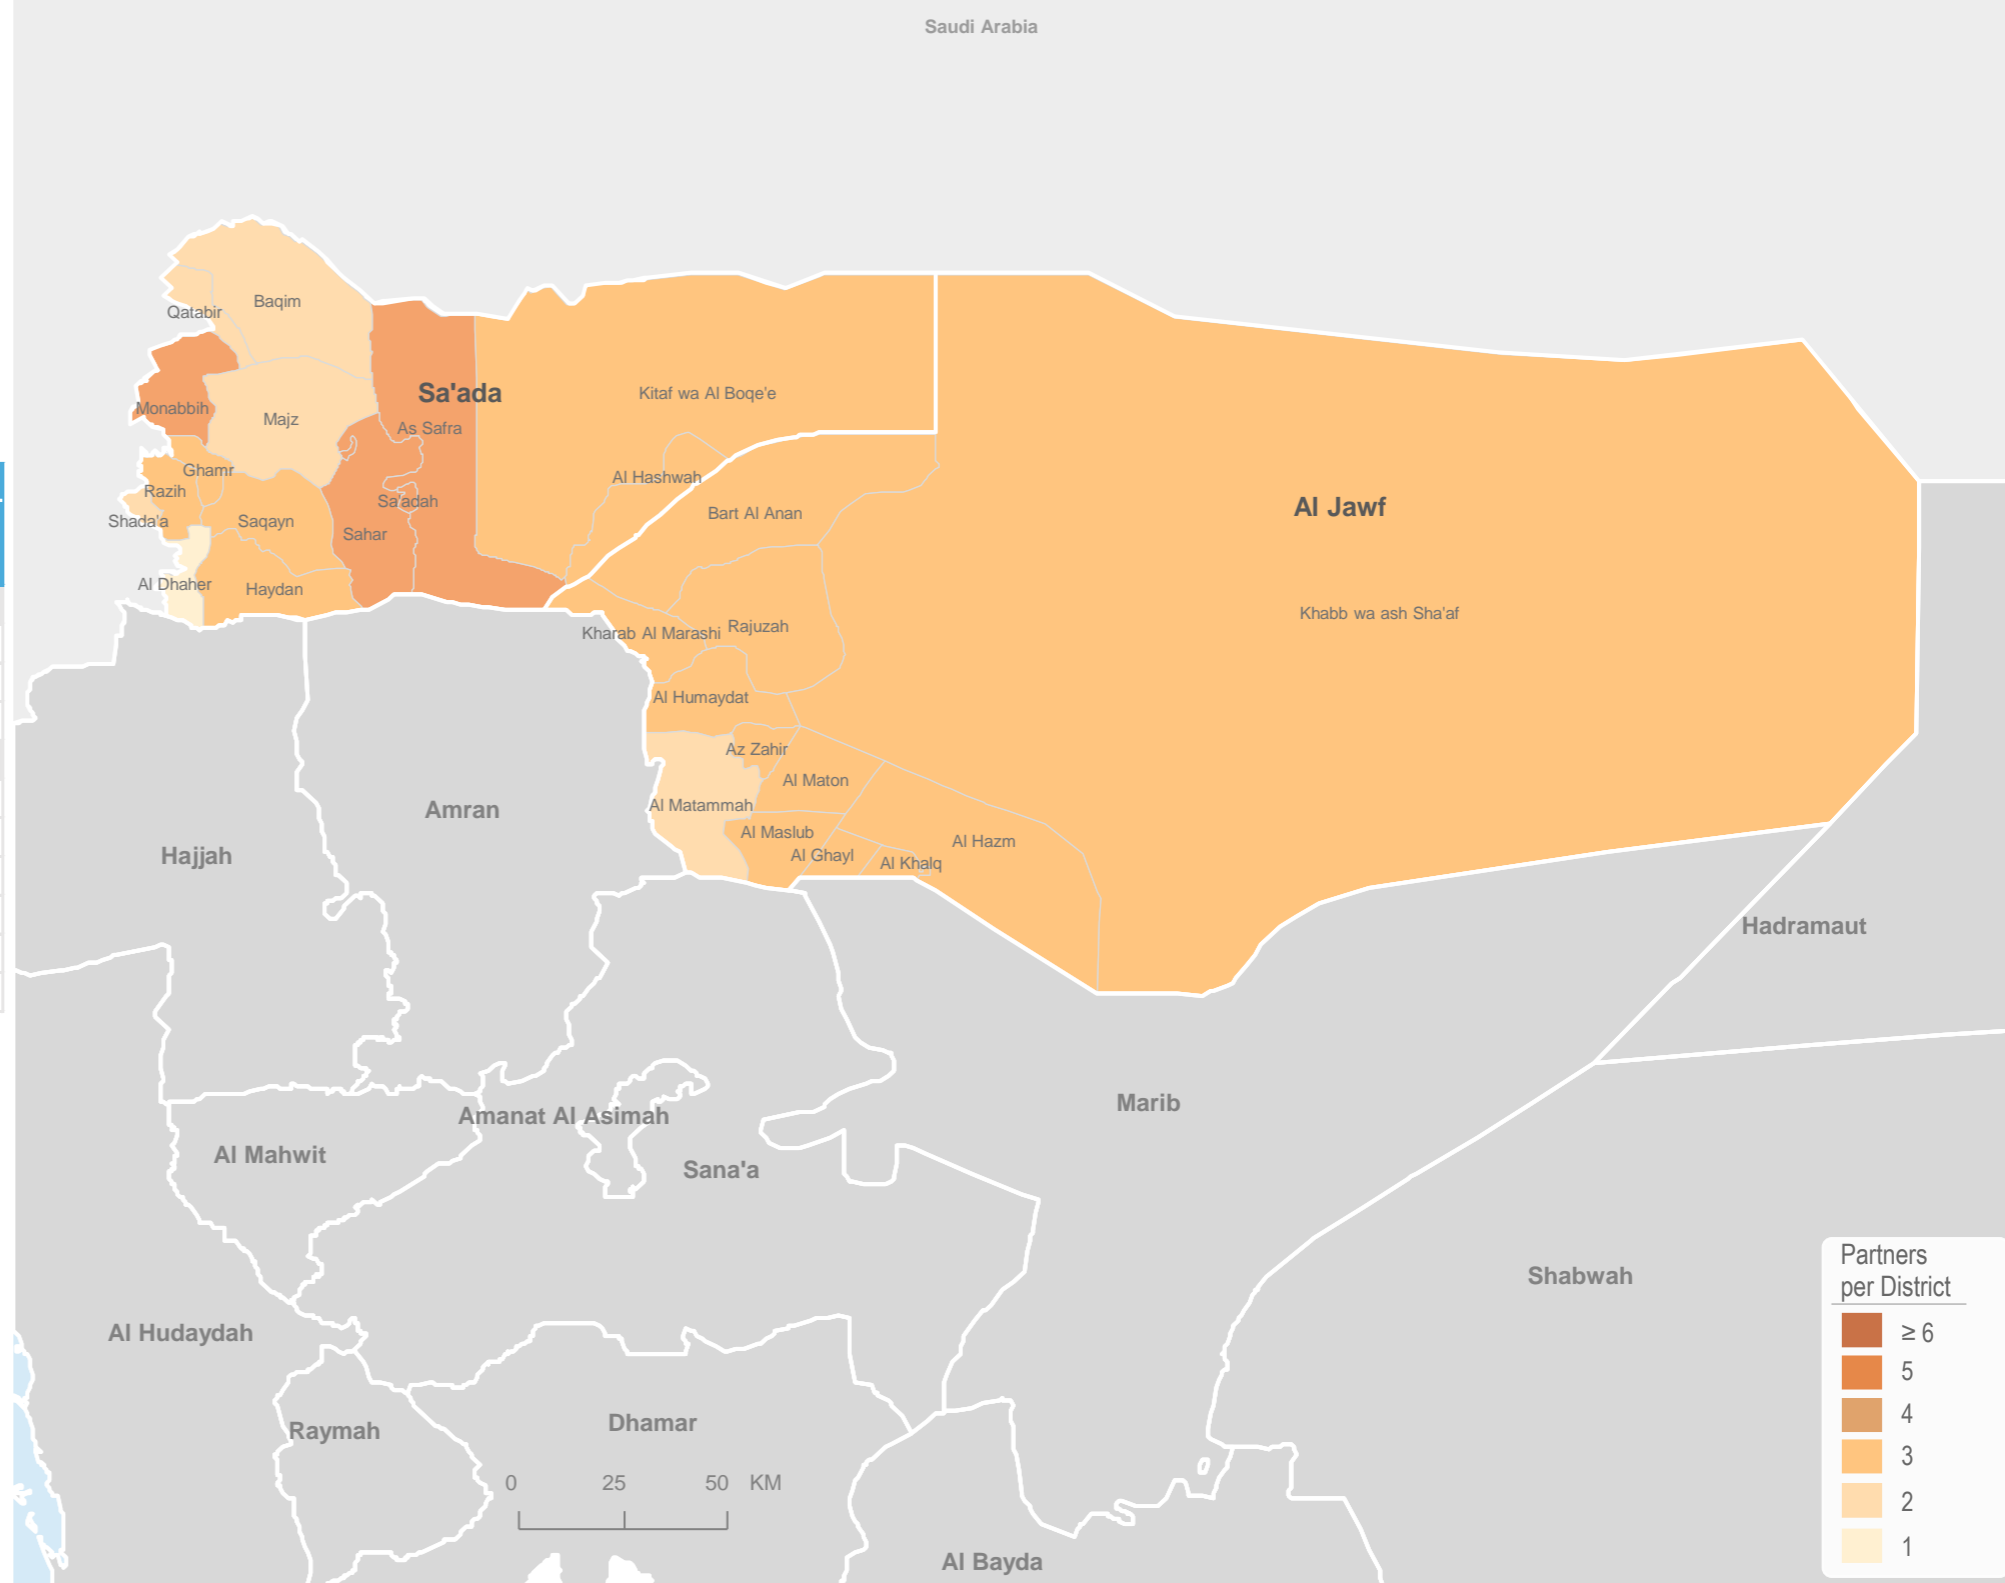 Saudi Arabia
Baqim
Qatabir
Sa'ada
Kitaf wa Al Boqe'e
Monabbih
Majz
As Safra
Ghamr
Al Hashwah
Razih
Sa'adah
Al Jawf
Shada'a
Saqayn
Bart Al Anan
Sahar
Al Dhaher
Haydan
Khabb wa ash Sha'af
Kharab Al Marashi
Rajuzah
Al Humaydat
Az Zahir
Al Maton
Al Matammah
Amran
Al Maslub
Al Hazm
Hajjah
Al Ghayl
Al Khalq
Hadramaut
Marib
Amanat Al Asimah
Al Mahwit
Sana'a
Shabwah
Al Hudaydah
Dhamar
Raymah
0 25 50 KM
Al Bayda
Partners
per District
≥ 6
5
4
3
2
1